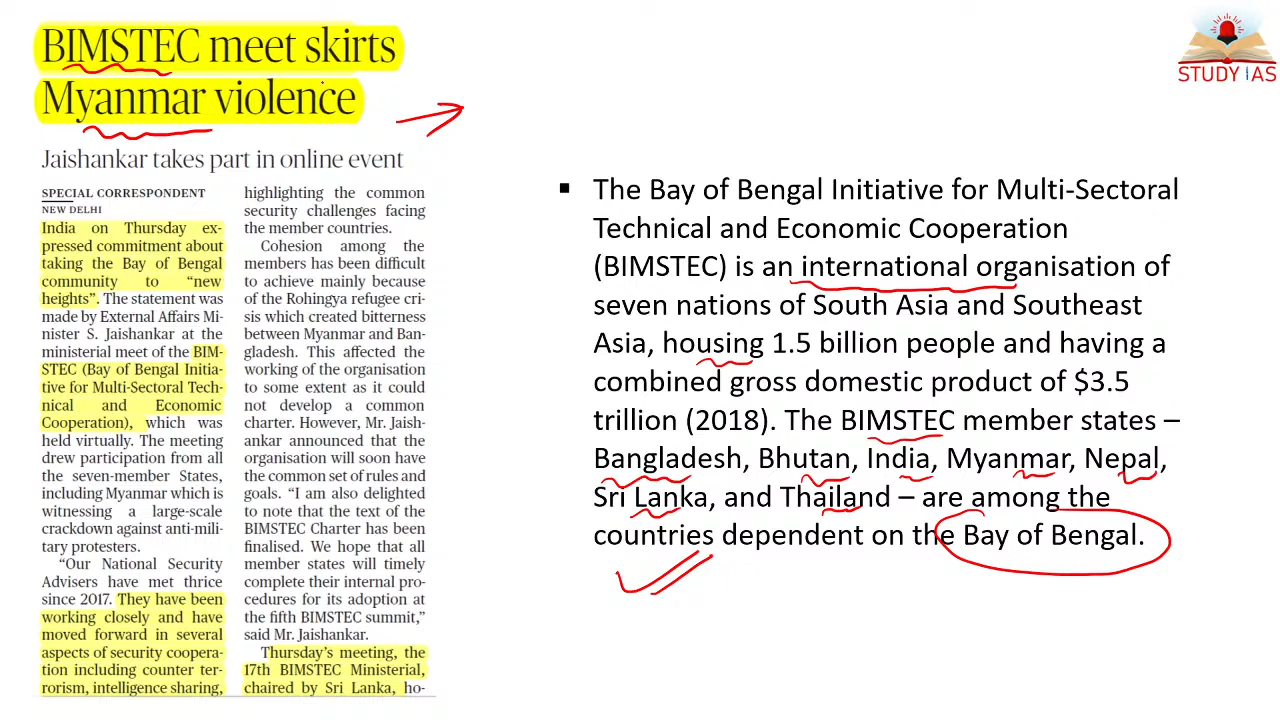 BIMSTEC meet skirts
Myanmar violence
Jaishankar takes part in online event
SPECIAL CORRESPONDENT
NEW DELHI
India on Thursday ex-
pressed commitment about
taking the Bay of Bengal
community to “new
heights”. The statement was
made by External Affairs Mi-
nister S. Jaishankar at the
ministerial meet of the BIM-
STEC (Bay of Bengal Initia-
tive for Multi-Sectoral Tech-
nical and Economic
Cooperation), which was
held virtually. The meeting
drew participation from all
the seven-member States,
including Myanmar which is
witnessing a large-scale
crackdown against anti-mili-
tary protesters.
“Our National Security
Advisers have met thrice
since 2017. They have been
working closely and have
moved forward in several
aspects of security coopera-
tion including counter ter-
rorism, intelligence sharing,
highlighting the common
security challenges facing
the member countries.
Cohesion among the
members has been difficult
to achieve mainly because
of the Rohingya refugee cri-
sis which created bitterness
between Myanmar and Ban-
gladesh. This affected the
working of the organisation
to some extent as it could
not develop a common
charter. However, Mr. Jaish-
ankar announced that the
organisation will soon have
the common set of rules and
goals. “I am also delighted
to note that the text of the
BIMSTEC Charter has been
finalised. We hope that all
member states will timely
complete their internal pro-
cedures for its adoption at
the fifth BIMSTEC summit,”
said Mr. Jaishankar.
Thursday’s meeting, the
17th BIMSTEC Ministerial,
chaired by Sri Lanka, ho-
STUDY IAS
▪ The Bay of Bengal Initiative for Multi-Sectoral
Technical and Economic Cooperation
(BIMSTEC) is an international organisation of
seven nations of South Asia and Southeast
Asia, housing 1.5 billion people and having a
combined gross domestic product of $3.5
trillion (2018). The BIMSTEC member states –
Bangladesh, Bhutan, India, Myanmar, Nepal,
Sri Lanka, and Thailand – are among the
countries dependent on the Bay of Bengal.